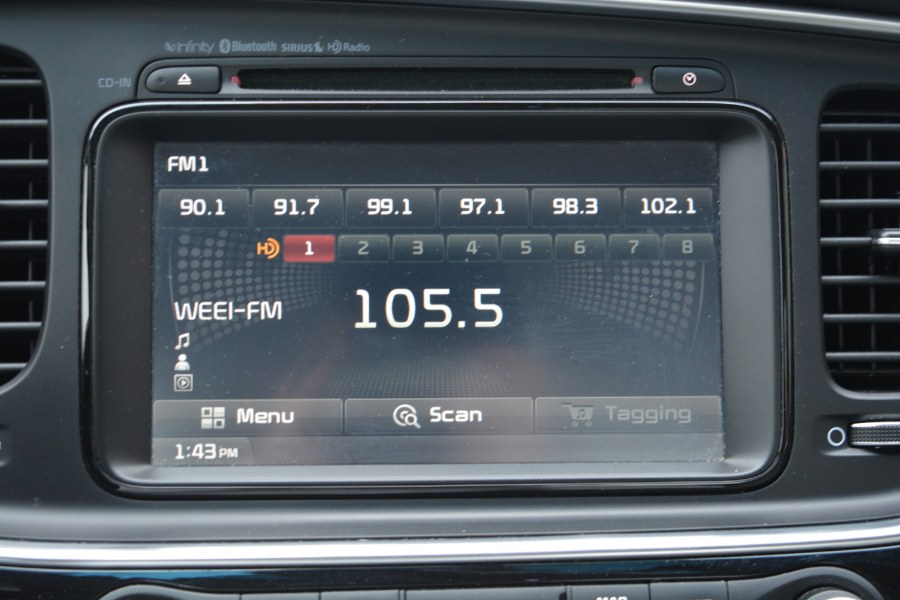 infinity Bluetooth SIRIUS HD Radio
CD-IN
FM1
90.1 91.7 99.1 97.1 98.3 102.1
HD 1 2 3 4 5 6 7 8
WEEI-FM 105.5
Menu Scan Tagging
1:43 PM